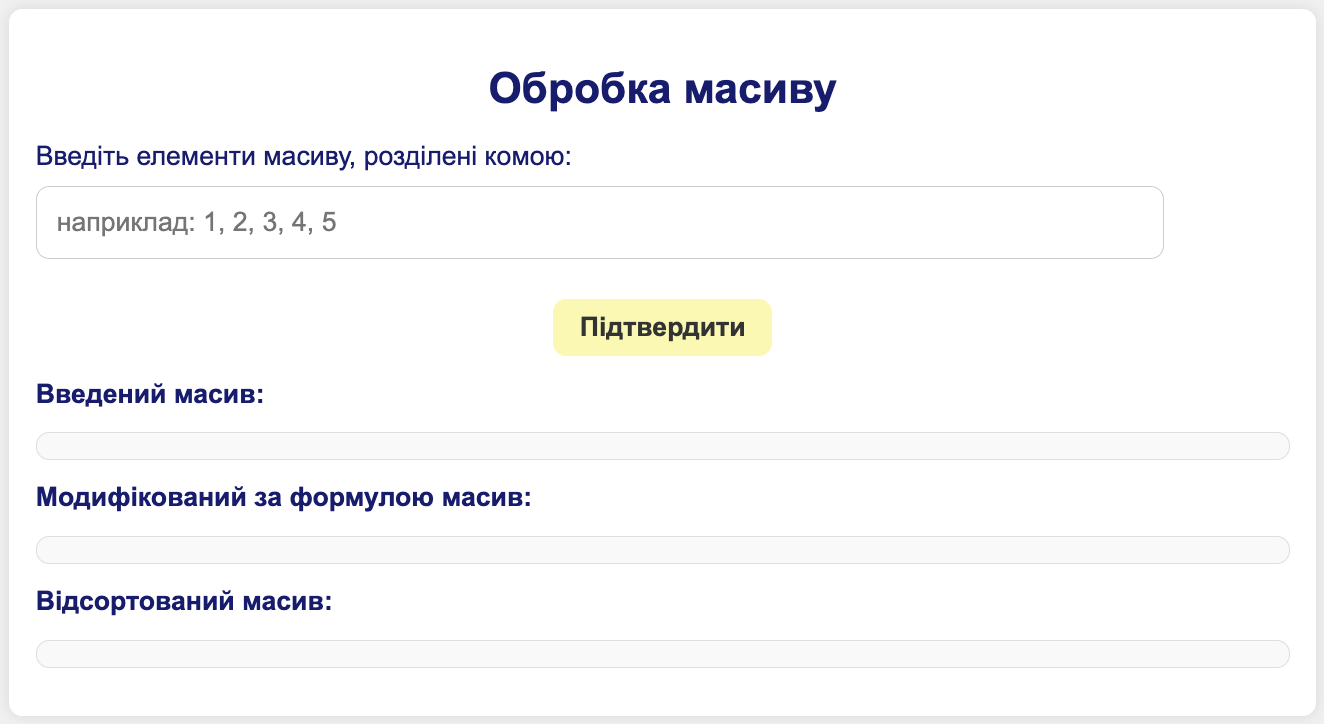 Обробка масиву
Введіть елементи масиву, розділені комою:
наприклад: 1, 2, 3, 4, 5
Підтвердити
Введений масив:
Модифікований за формулою масив:
Відсортований масив: